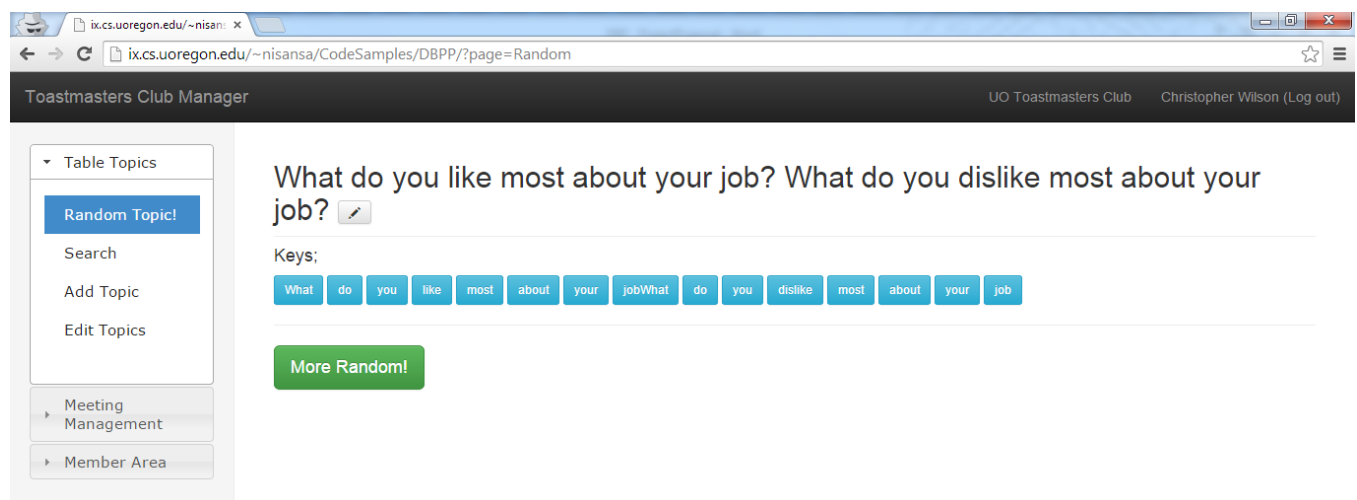 ix.cs.uoregon.edu/~nisans
ix.cs.uoregon.edu/~nisansa/CodeSamples/DBPP/?page=Random
Toastmasters Club Manager
UO Toastmasters Club
Christopher Wilson (Log out)
Table Topics
Random Topic!
Search
Add Topic
Edit Topics
Meeting
Management
Member Area
What do you like most about your job? What do you dislike most about your
job?
Keys;
What do you like most about your jobWhat do you dislike most about your job
More Random!